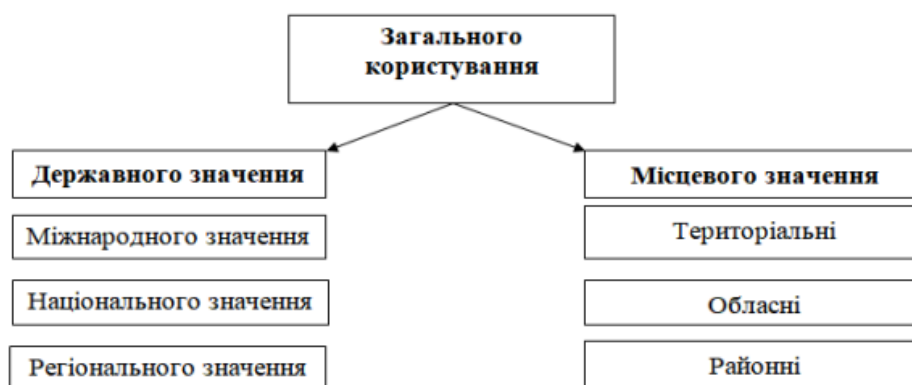 Загального
користування
Державного значення
Місцевого значення
Міжнародного значення
Територіальні
Національного значення
Обласні
Регіонального значення
Районні